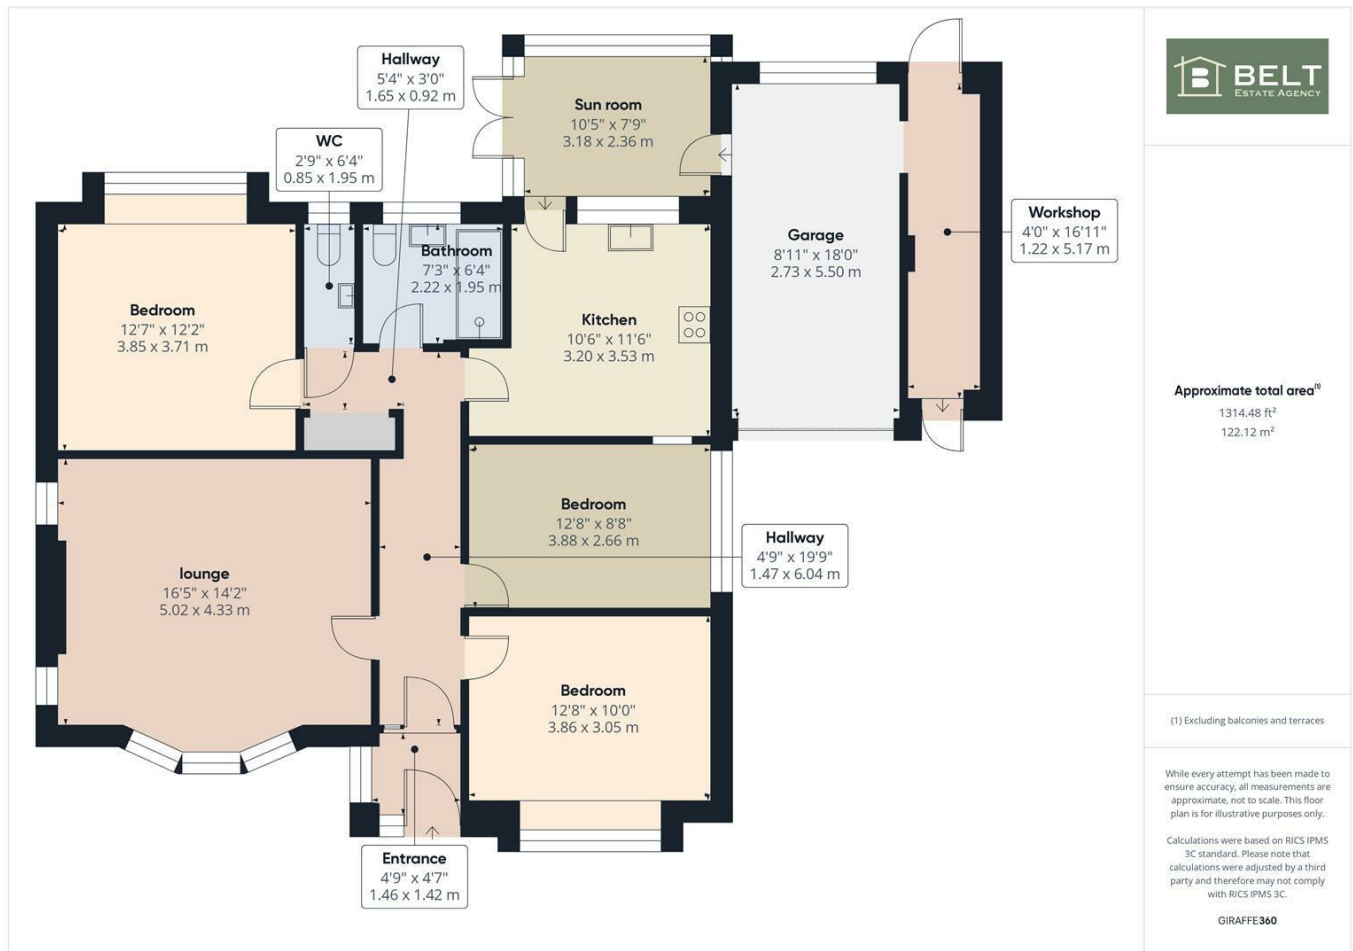 Hallway
5'4" x 3'0"
1.65 x 0.92 m
WC
2'9" x 6'4"
0.85 x 1.95 m
Sun room
10'5" x 7'9"
3.18 x 2.36 m
Bathroom
7'3" x 6'4"
2.22 x 1.95 m
Garage
8'11" x 18'0"
2.73 x 5.50 m
Workshop
4'0" x 16'11"
1.22 x 5.17 m
Bedroom
12'7" x 12'2"
3.85 x 3.71 m
Kitchen
10'6" x 11'6"
3.20 x 3.53 m
Bedroom
12'8" x 8'8"
3.88 x 2.66 m
Hallway
4'9" x 19'9"
1.47 x 6.04 m
lounge
16'5" x 14'2"
5.02 x 4.33 m
Bedroom
12'8" x 10'0"
3.86 x 3.05 m
Entrance
4'9" x 4'7"
1.46 x 1.42 m
B BELT
ESTATE AGENCY
Approximate total area(1)
1314.48 ft²
122.12 m²
(1) Excluding balconies and terraces
While every attempt has been made to
ensure accuracy, all measurements are
approximate, not to scale. This floor
plan is for illustrative purposes only.
Calculations were based on RICS IPMS
3C standard. Please note that
calculations were adjusted by a third
party and therefore may not comply
with RICS IPMS 3C.
GIRAFFE360